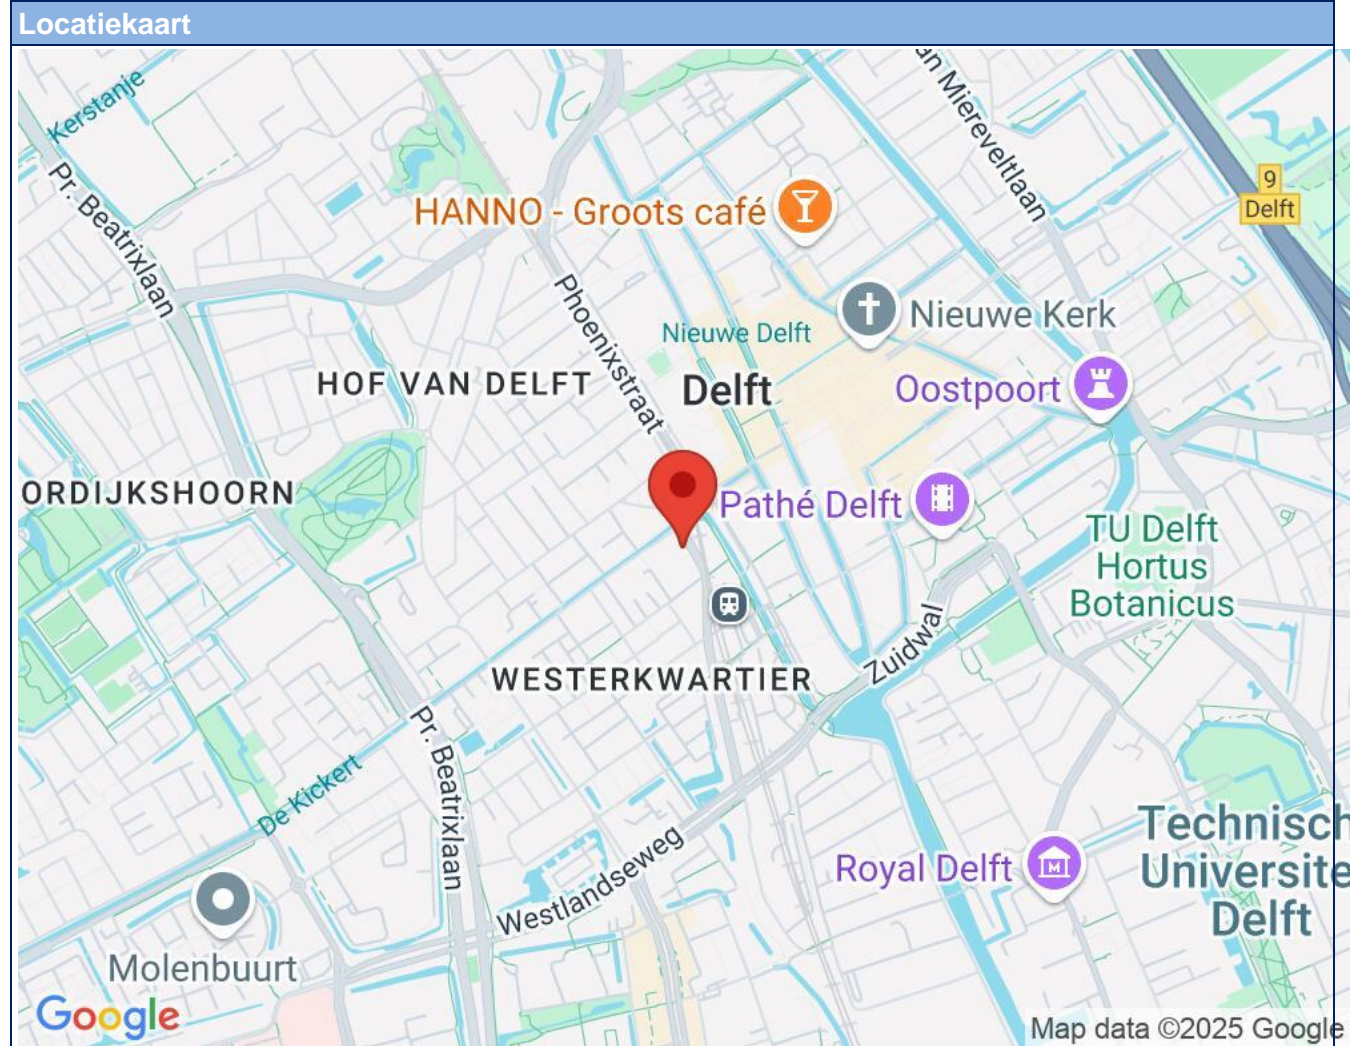 Locatiekaart
an Miereveltlaan
Kerstanje
Pr. Beatrixlaan
9
Delft
HANNO - Groots café
Phoenixstraat
Nieuwe Kerk
Nieuwe Delft
HOF VAN DELFT
Delft
Oostpoort
ORDIJKSHOORN
Pathé Delft
TU Delft
Hortus
Botanicus
Zuidwal
WESTERKWARTIER
Pr. Beatrixlaan
De Kickert
Westlandseweg
Royal Delft
M
Technisch
Universite
Delft
Molenbuurt
Google
Map data ©2025 Google